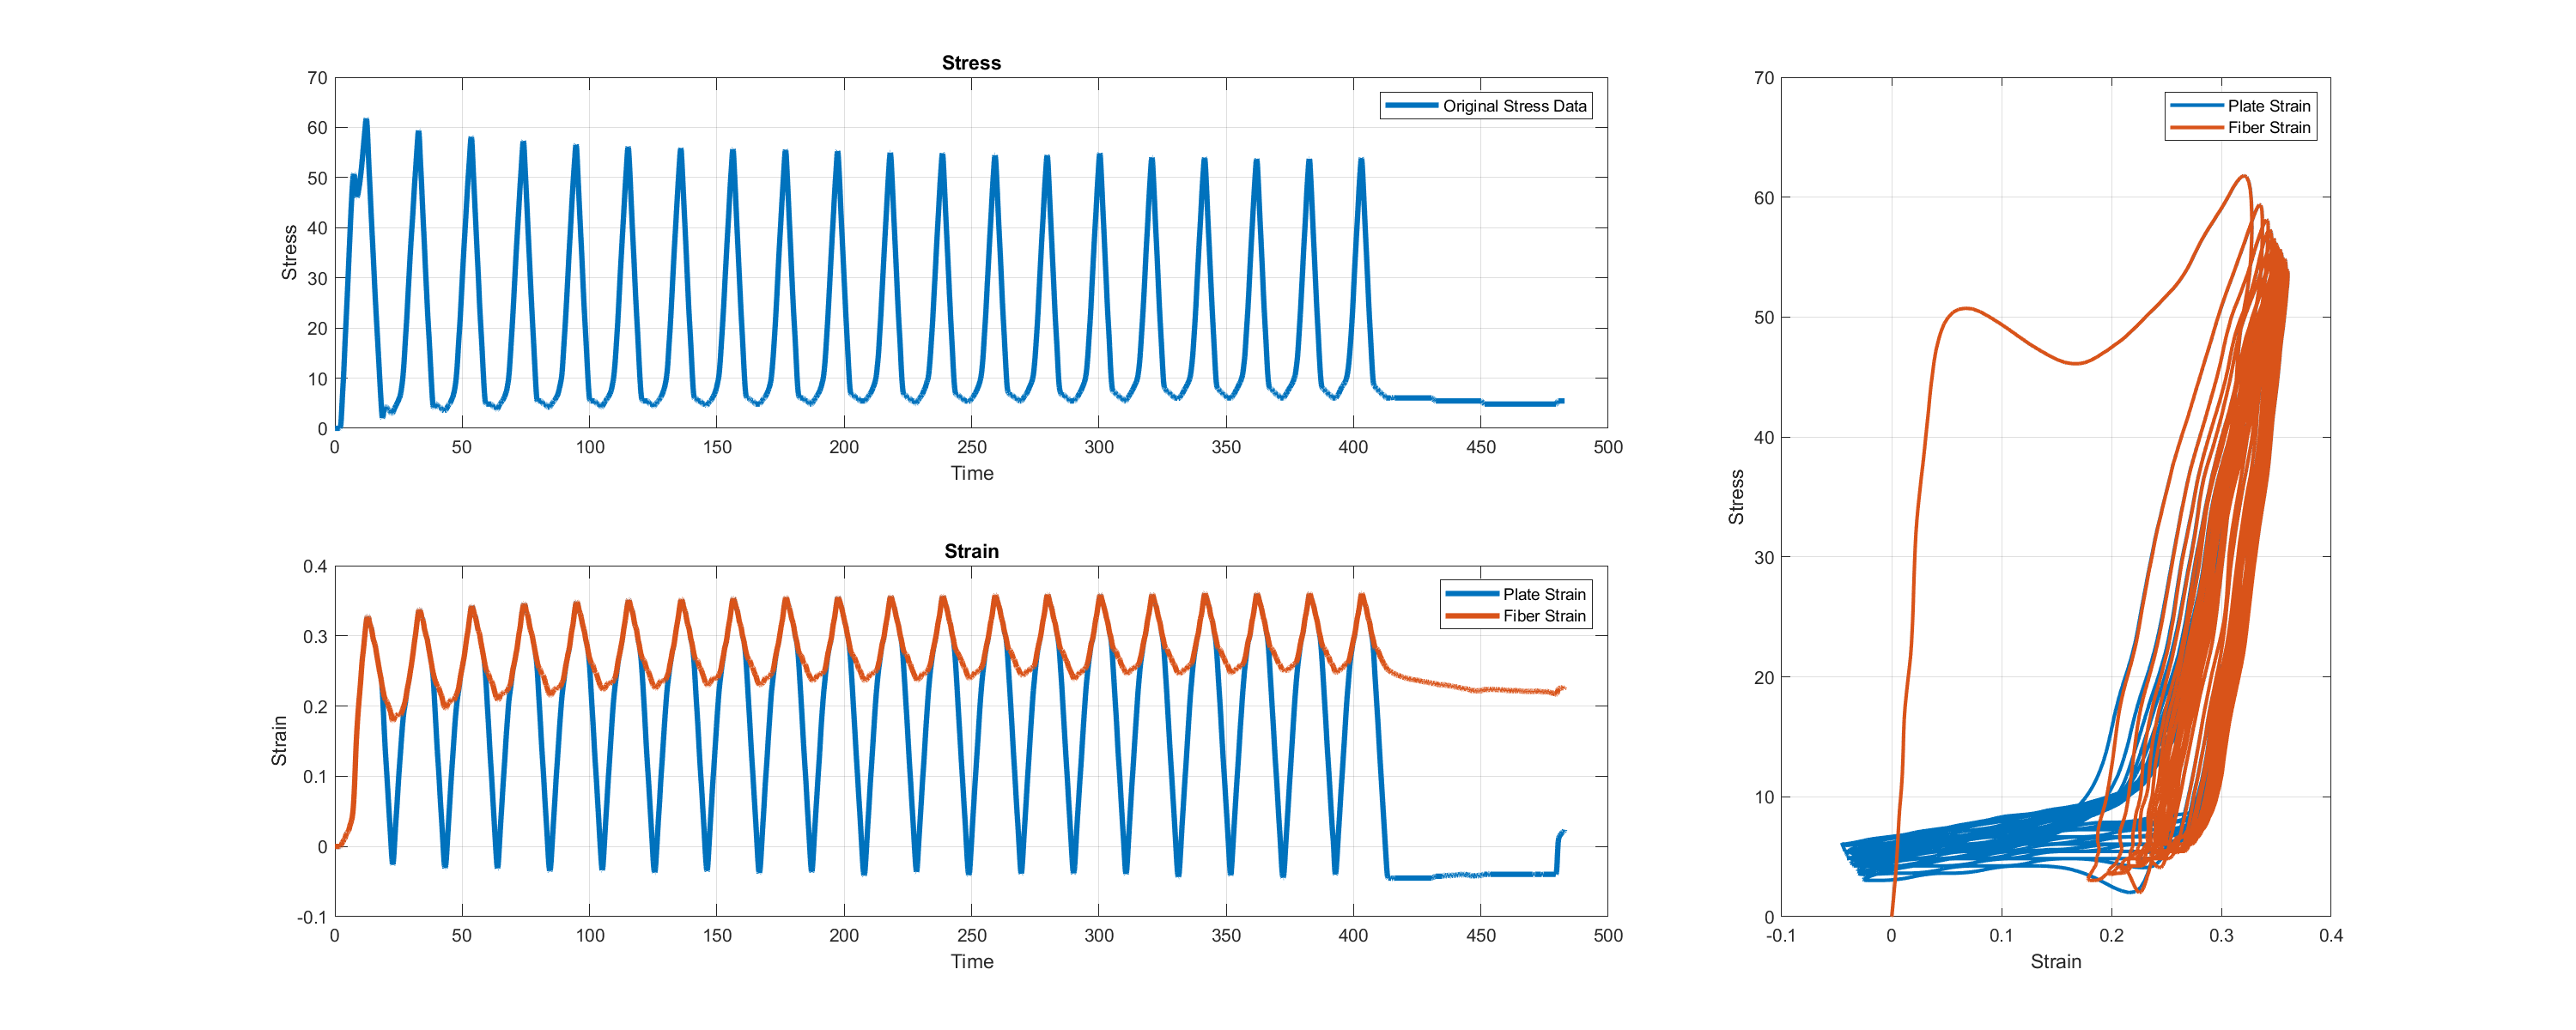 Stress
70
60
50
40
30
20
10
0
Stress
Original Stress Data
0 50 100 150 200 250 300 350 400 450 500
Time
Strain
0.4
0.3
0.2
0.1
0
-0.1
Strain
Plate Strain
Fiber Strain
0 50 100 150 200 250 300 350 400 450 500
Time
70
60
50
40
30
20
10
0
Stress
Plate Strain
Fiber Strain
-0.1 0 0.1 0.2 0.3 0.4
Strain